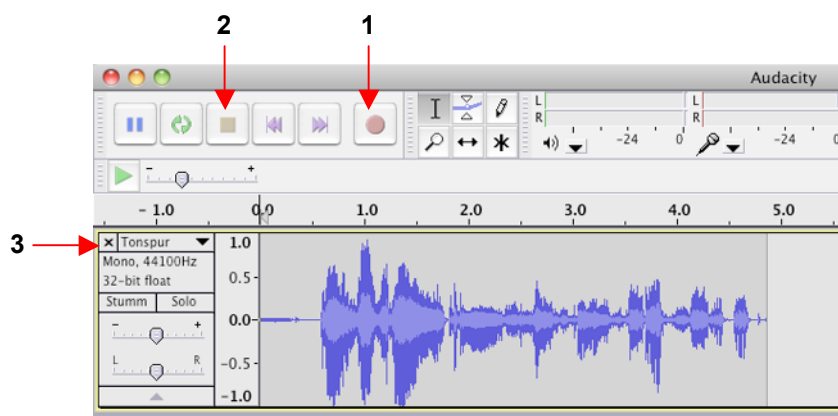 2 1
Audacity
L L
R R
-24 0 -24 0
- +
- 1.0 0.0 1.0 2.0 3.0 4.0 5.0
3
× Tonspur 1.0
Mono, 44100Hz
32-bit float 0.5-
Stumm Solo
0.0-
- +
L R -0.5-
-1.0